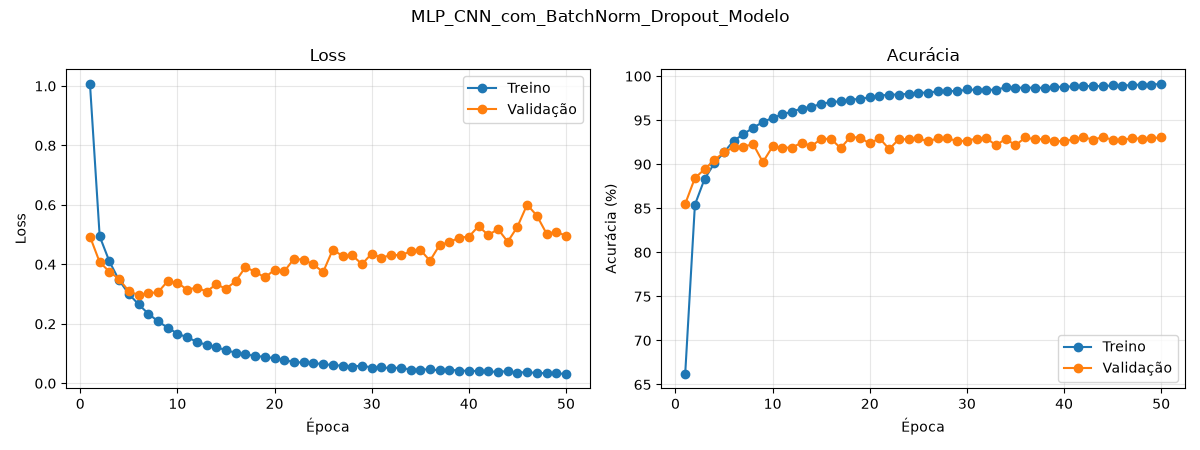 MLP_CNN_com_BatchNorm_Dropout_Modelo
Loss
Treino
Validação
1.0
0.8
0.6
0.4
0.2
0.0
Loss
0 10 20 30 40 50
Época
Acurácia
100
95
90
85
80
75
70
65
Acurácia (%)
Treino
Validação
0 10 20 30 40 50
Época